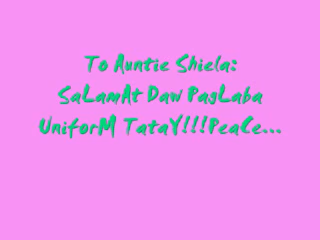 To Auntie Shiela:
SaLamAt Daw PagLaba
UniforM TataY!!!PeaCe...